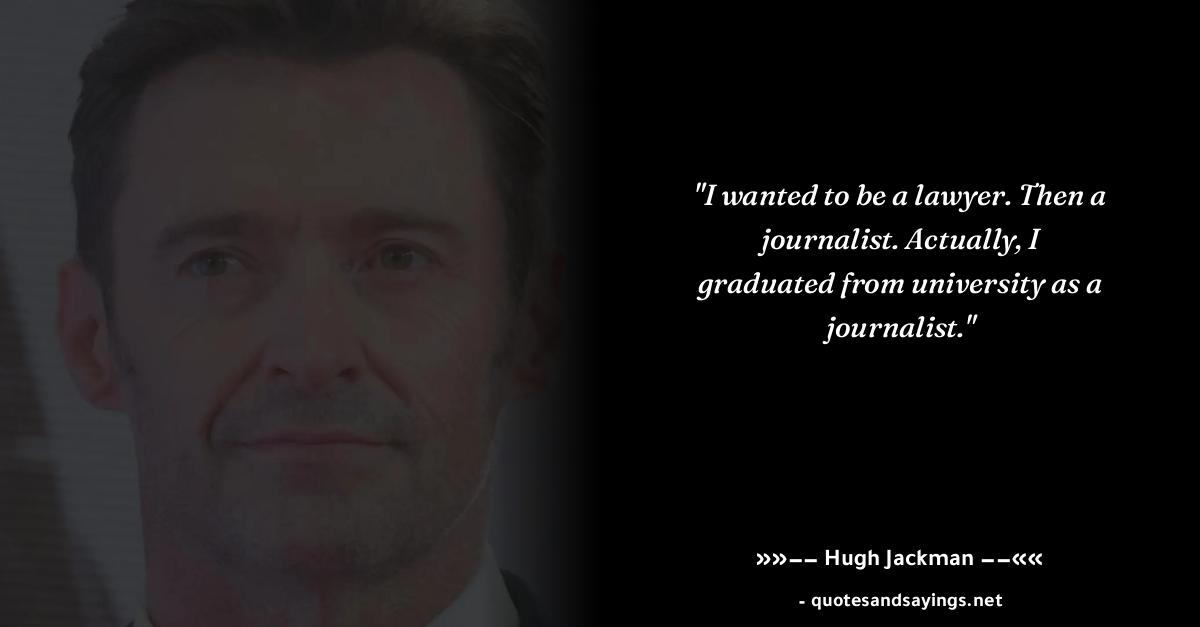 "I wanted to be a lawyer. Then a
journalist. Actually, I
graduated from university as a
journalist."
»»−− Hugh Jackman −−««
- quotesandsayings.net